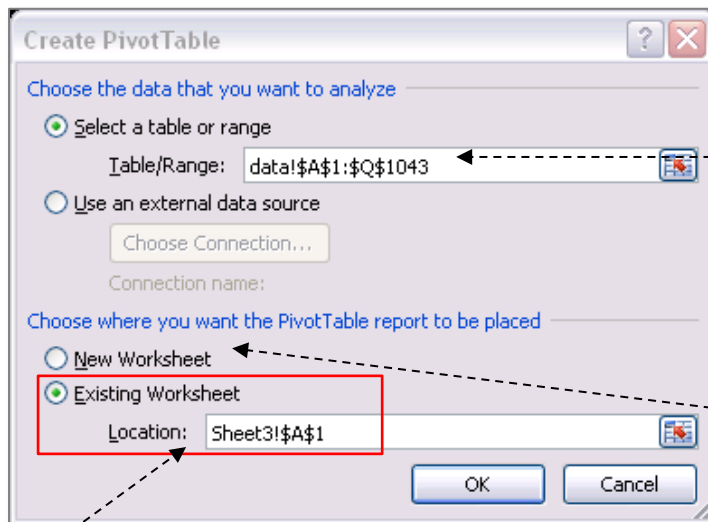 Create PivotTable
?
Choose the data that you want to analyze
Select a table or range
Table/Range: data!$A$1:$Q$1043
Use an external data source
Choose Connection...
Connection name:
Choose where you want the PivotTable report to be placed
New Worksheet
Existing Worksheet
Location: Sheet3!$A$1
OK Cancel